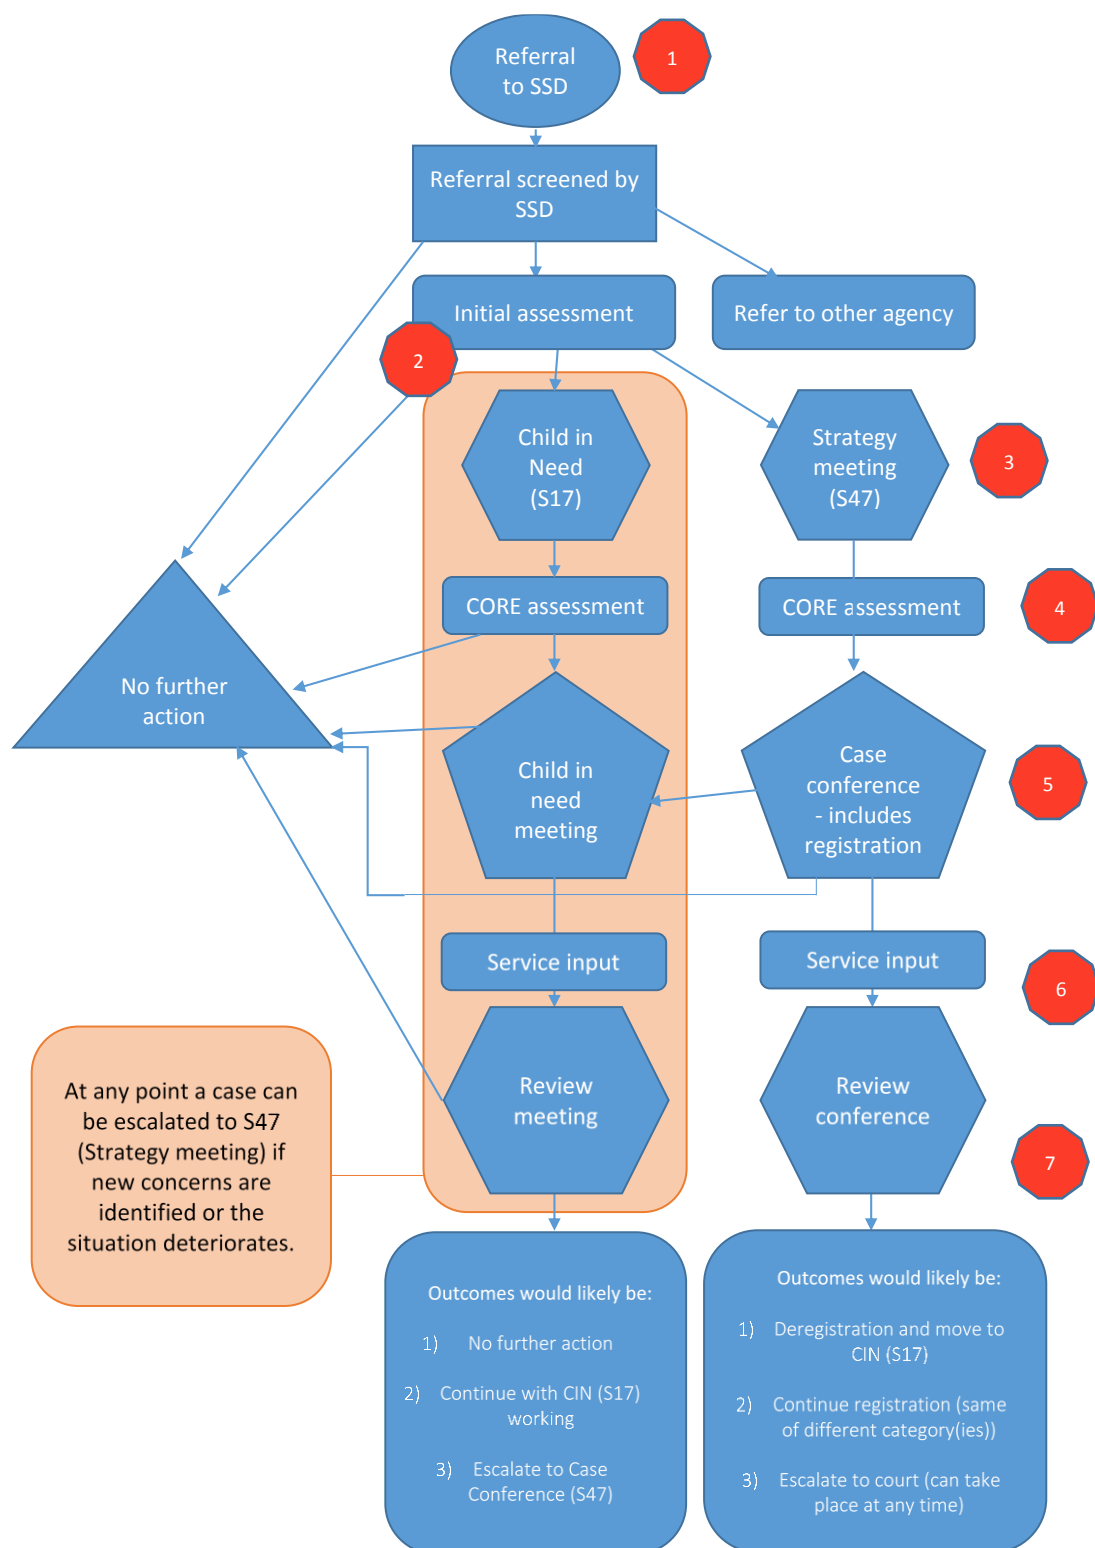 Referral
to SSD
1
Referral screened by
SSD
Initial assessment
Refer to other agency
2
Child in
Need
(S17)
Strategy
meeting
(S47)
3
CORE assessment
CORE assessment
4
No further
action
Child in
need
meeting
Case
conference
- includes
registration
5
Service input
Service input
6
At any point a case can
be escalated to S47
(Strategy meeting) if
new concerns are
identified or the
situation deteriorates.
Review
meeting
Review
conference
7
Outcomes would likely be:
1) No further action
2) Continue with CIN (S17)
working
3) Escalate to Case
Conference (S47)
Outcomes would likely be:
1) Deregistration and move to
CIN (S17)
2) Continue registration (same
of different category(ies))
3) Escalate to court (can take
place at any time)